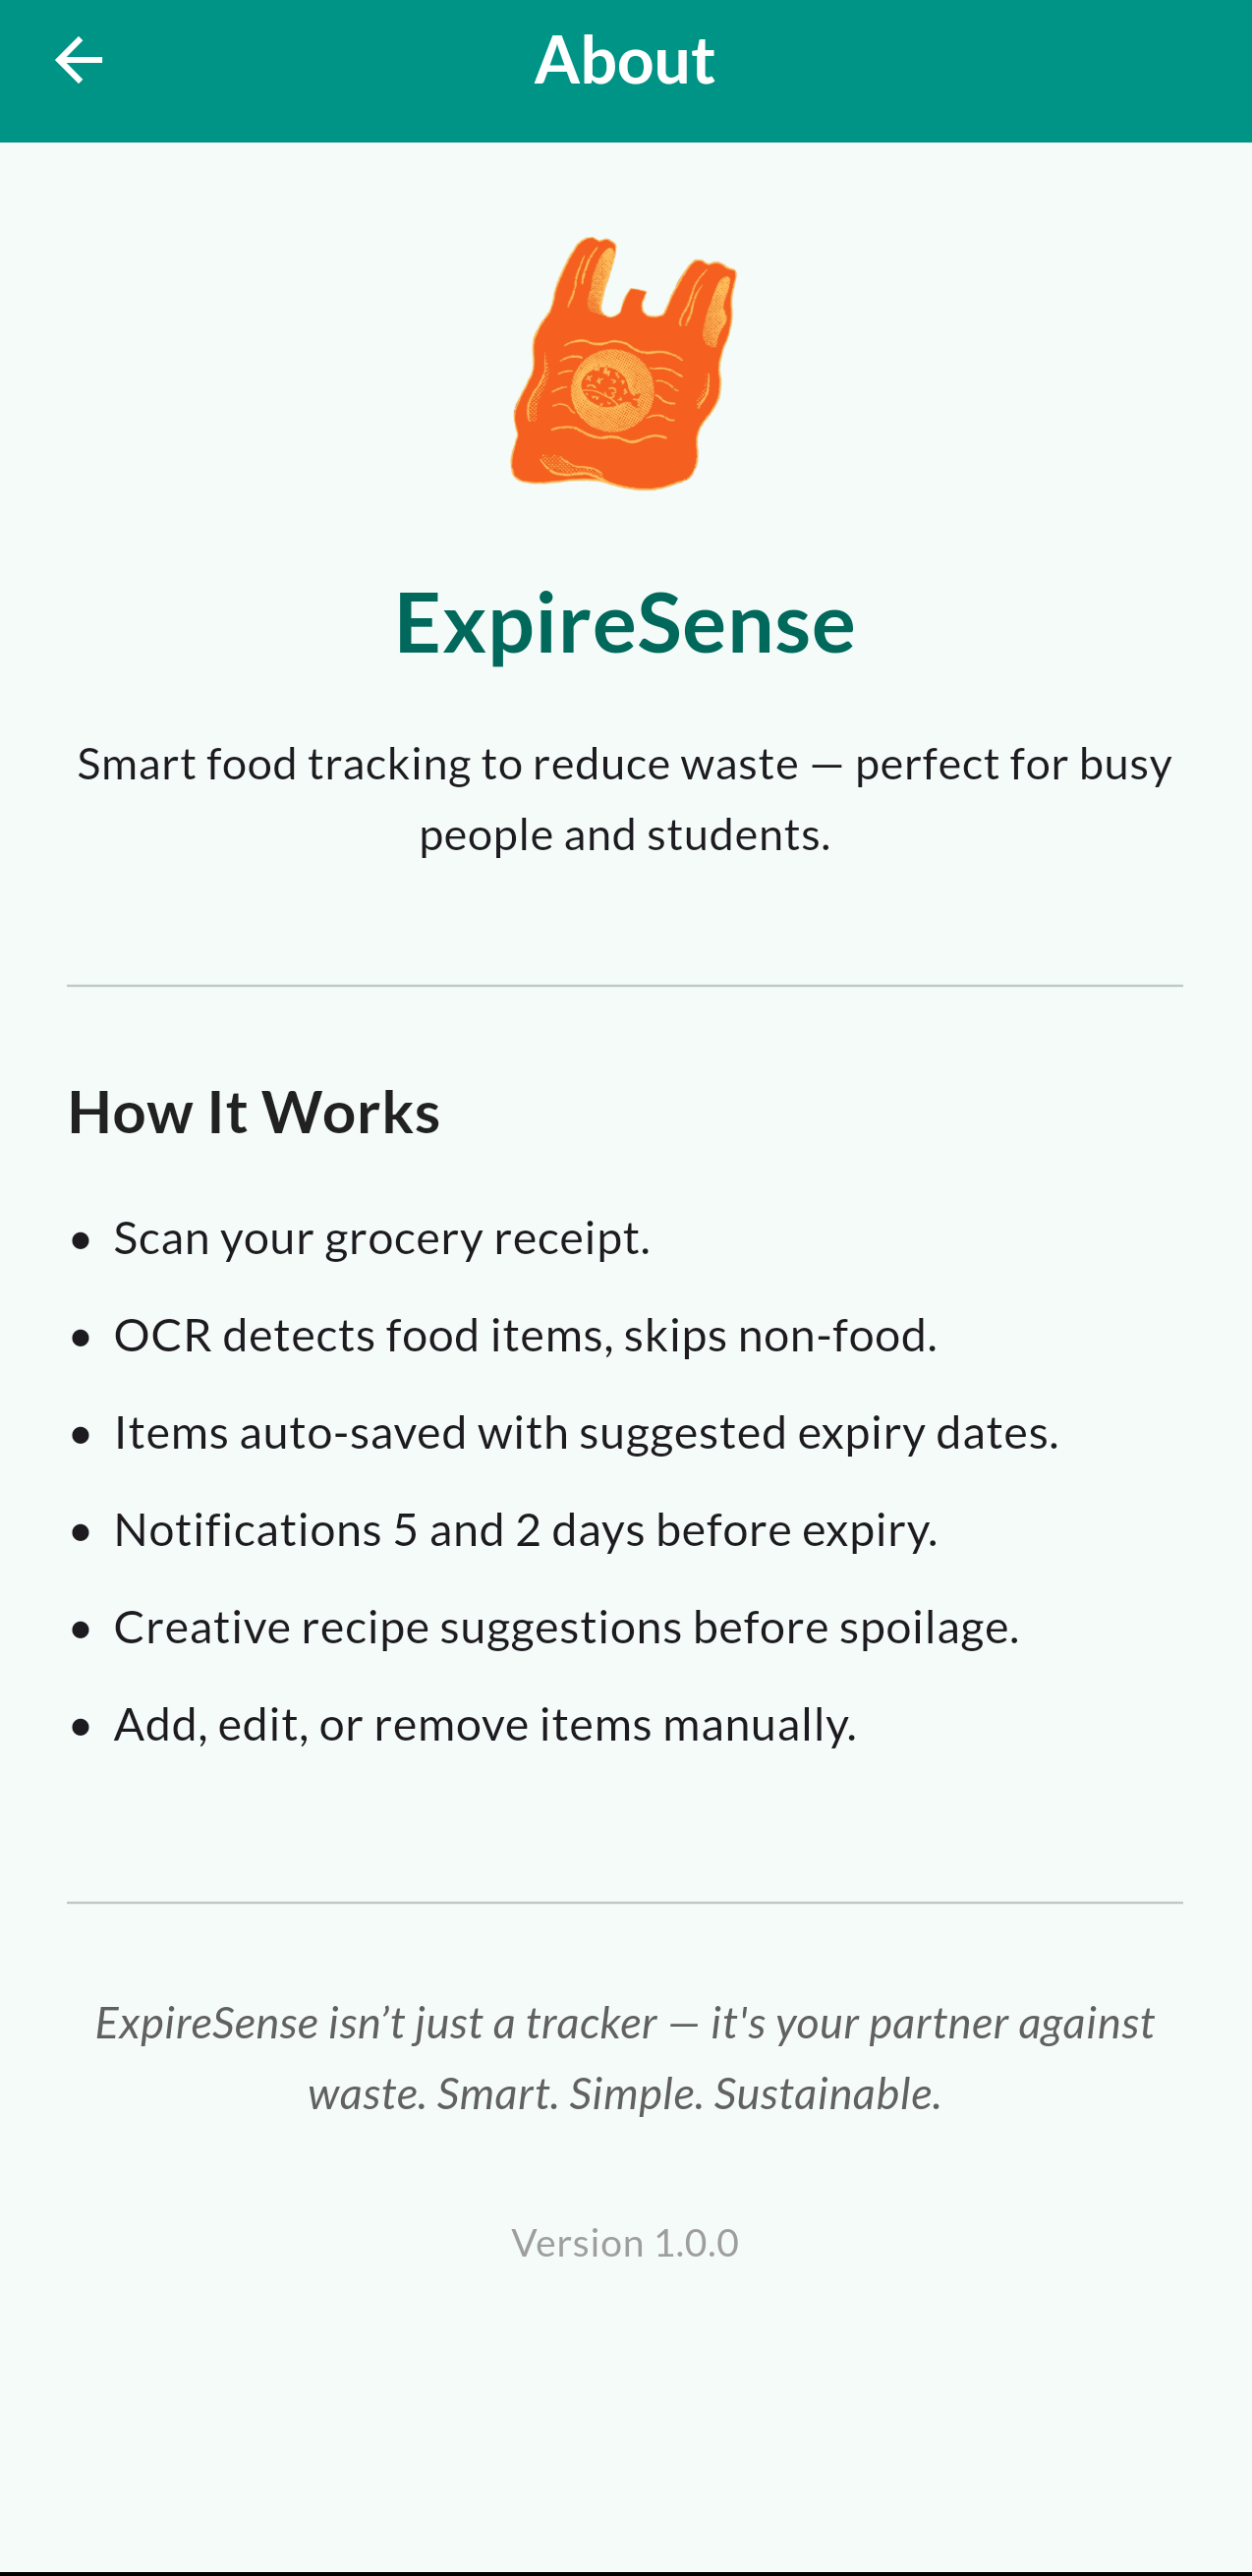 About
ExpireSense
Smart food tracking to reduce waste — perfect for busy
people and students.
How It Works
• Scan your grocery receipt.
• OCR detects food items, skips non-food.
• Items auto-saved with suggested expiry dates.
• Notifications 5 and 2 days before expiry.
• Creative recipe suggestions before spoilage.
• Add, edit, or remove items manually.
ExpireSense isn’t just a tracker — it's your partner against
waste. Smart. Simple. Sustainable.
Version 1.0.0